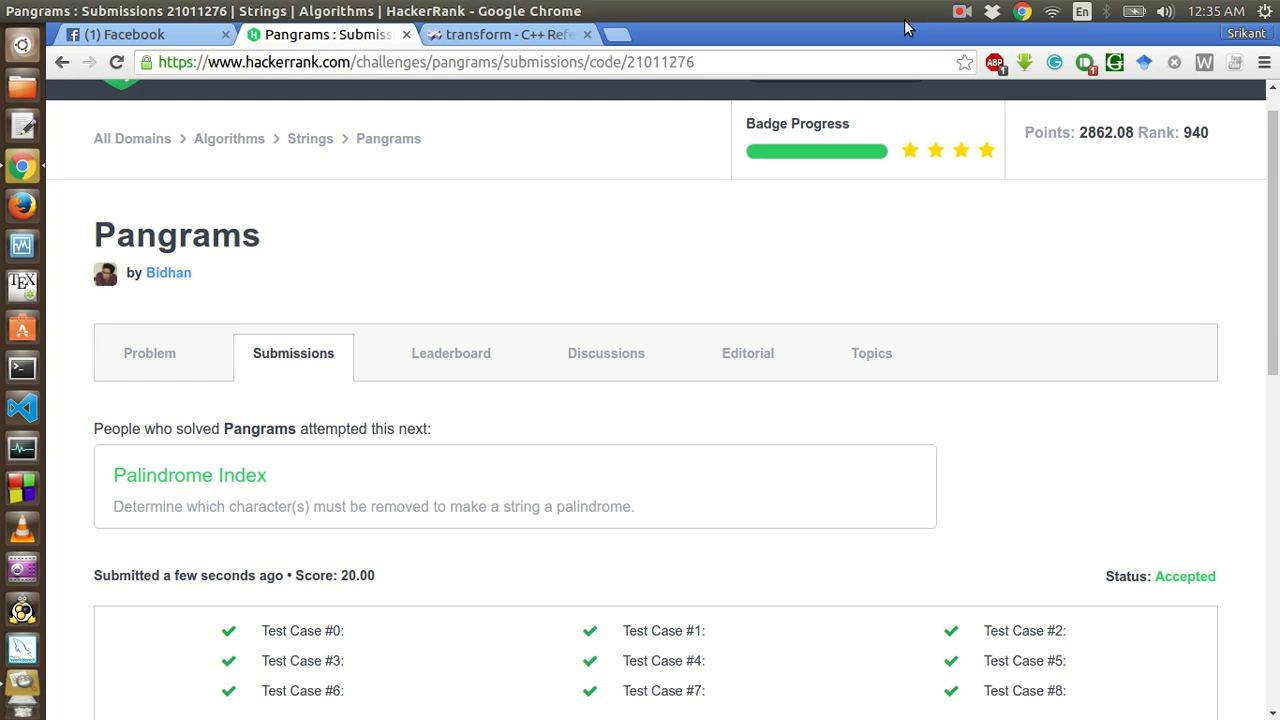 Pangrams : Submissions 21011276 | Strings | Algorithms | HackerRank - Google Chrome
En
12:35 AM
(1) Facebook
Pangrams : Submiss
transform - C++ Refe
Srikant
https://www.hackerrank.com/challenges/pangrams/submissions/code/21011276
ABP
1
G
1
G
W
All Domains > Algorithms > Strings > Pangrams
Badge Progress
Points: 2862.08 Rank: 940
Pangrams
by Bidhan
TEX
Problem
Submissions
Leaderboard
Discussions
Editorial
Topics
People who solved Pangrams attempted this next:
Palindrome Index
Determine which character(s) must be removed to make a string a palindrome.
Submitted a few seconds ago • Score: 20.00
Status: Accepted
Test Case #0:
Test Case #1:
Test Case #2:
Test Case #3:
Test Case #4:
Test Case #5:
Test Case #6:
Test Case #7:
Test Case #8: